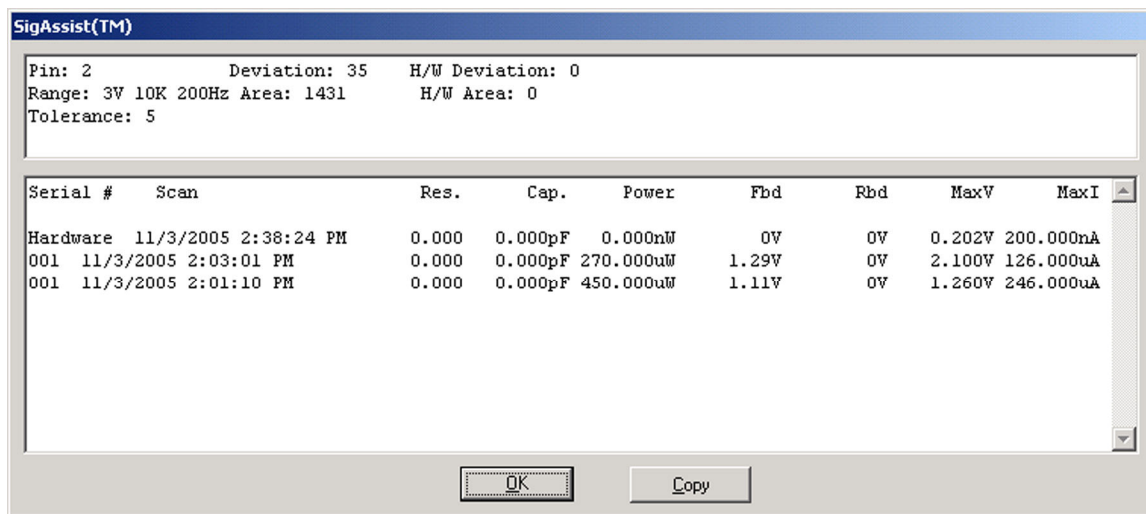 SigAssist(TM)
Pin: 2 Deviation: 35 H/W Deviation: 0
Range: 3V 10K 200Hz Area: 1431 H/W Area: 0
Tolerance: 5
Serial # Scan Res. Cap. Power Fbd Rbd MaxV MaxI
Hardware 11/3/2005 2:38:24 PM 0.000 0.000pF 0.000nW 0V 0V 0.202V 200.000nA
001 11/3/2005 2:03:01 PM 0.000 0.000pF 270.000uW 1.29V 0V 2.100V 126.000uA
001 11/3/2005 2:01:10 PM 0.000 0.000pF 450.000uW 1.11V 0V 1.260V 246.000uA
OK Copy